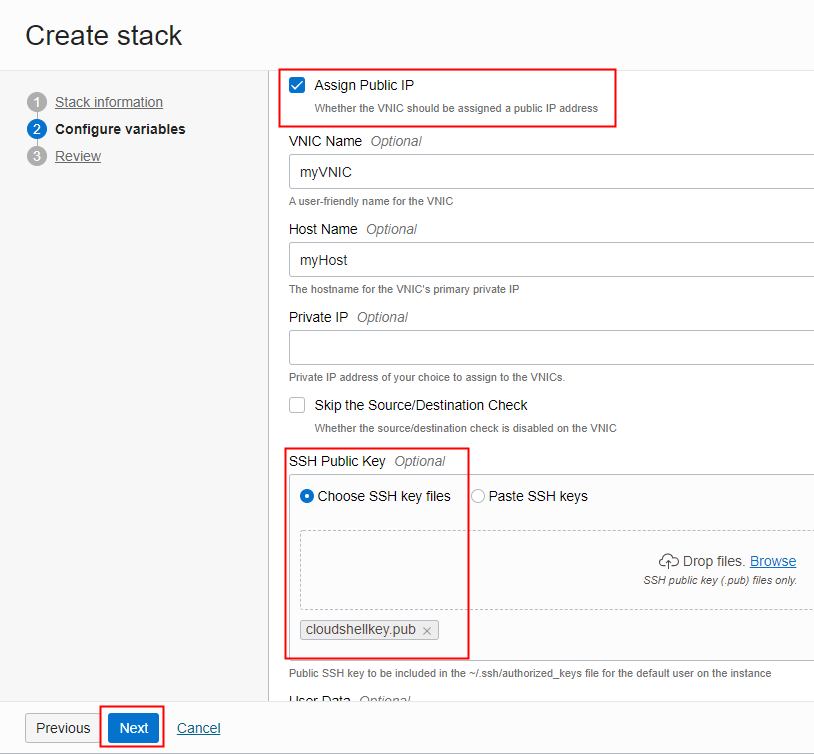 Create stack
1 Stack information
2 Configure variables
3 Review
Assign Public IP
Whether the VNIC should be assigned a public IP address
VNIC Name Optional
myVNIC
A user-friendly name for the VNIC
Host Name Optional
myHost
The hostname for the VNIC's primary private IP
Private IP Optional
Private IP address of your choice to assign to the VNICs.
Skip the Source/Destination Check
Whether the source/destination check is disabled on the VNIC
SSH Public Key Optional
Choose SSH key files Paste SSH keys
Drop files. Browse
SSH public key (.pub) files only.
cloudshellkey.pub ×
Public SSH key to be included in the ~/.ssh/authorized_keys file for the default user on the instance
User Data Optional
Previous Next Cancel